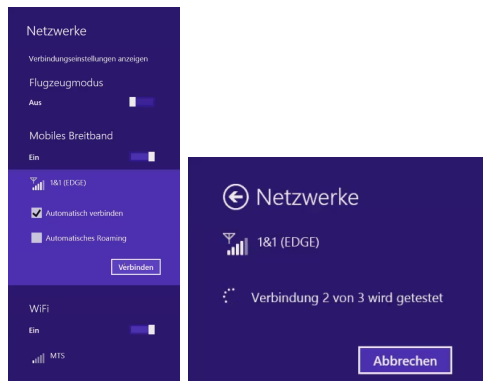 Netzwerke
Verbindungseinstellungen anzeigen
Flugzeugmodus
Aus
Mobiles Breitband
Ein
1&1 (EDGE)
Automatisch verbinden
Automatisches Roaming
Verbinden
WiFi
Ein
MTS
Netzwerke
1&1 (EDGE)
Verbindung 2 von 3 wird getestet
Abbrechen